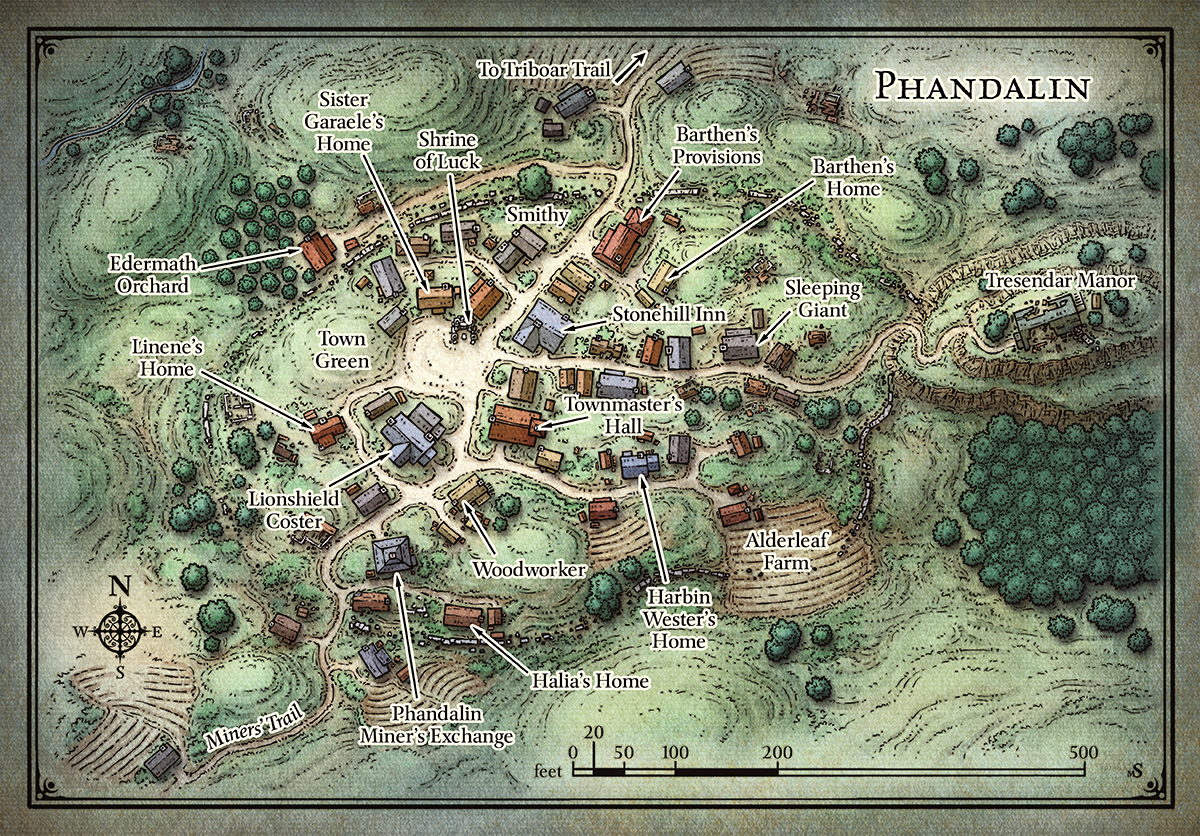 To Triboar Trail
PHANDALIN
Sister
Garaele's
Home
Shrine
of Luck
Barthen's
Provisions
Barthen's
Home
Smithy
Edermath
Orchard
Tresendar Manor
Sleeping
Giant
Stonehill Inn
Town
Green
Linene's
Home
Townmaster's
Hall
Lionshield
Coster
Alderleaf
Farm
Woodworker
Harbin
Wester's
Home
N
W
E
S
Halia's Home
Phandalin
Miner's Exchange
Miners' Trail
20
0 50 100 200 500
feet
MS